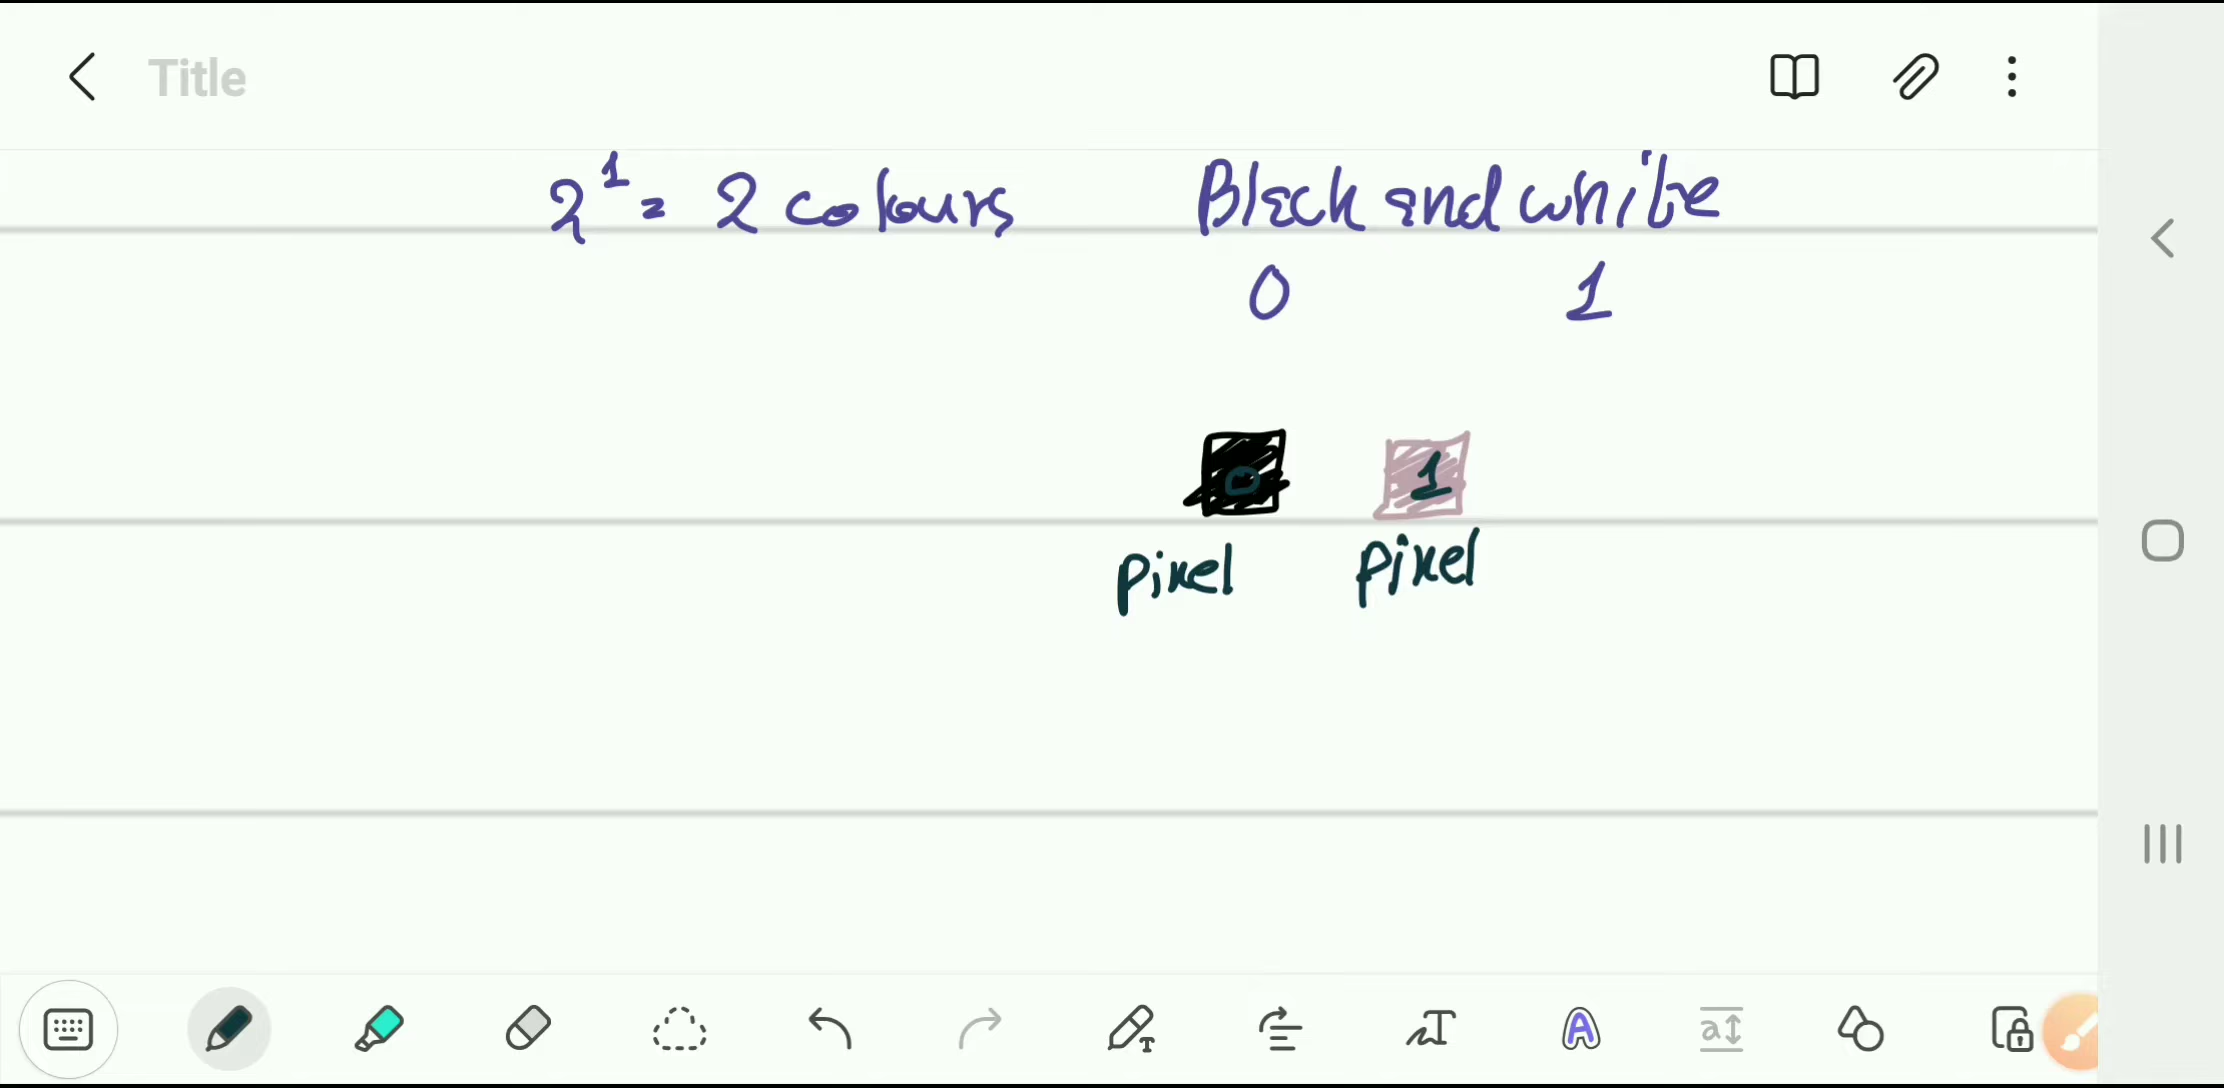 Title
2¹ = 2 colours Black and white
0 1
0 1
pixel pixel